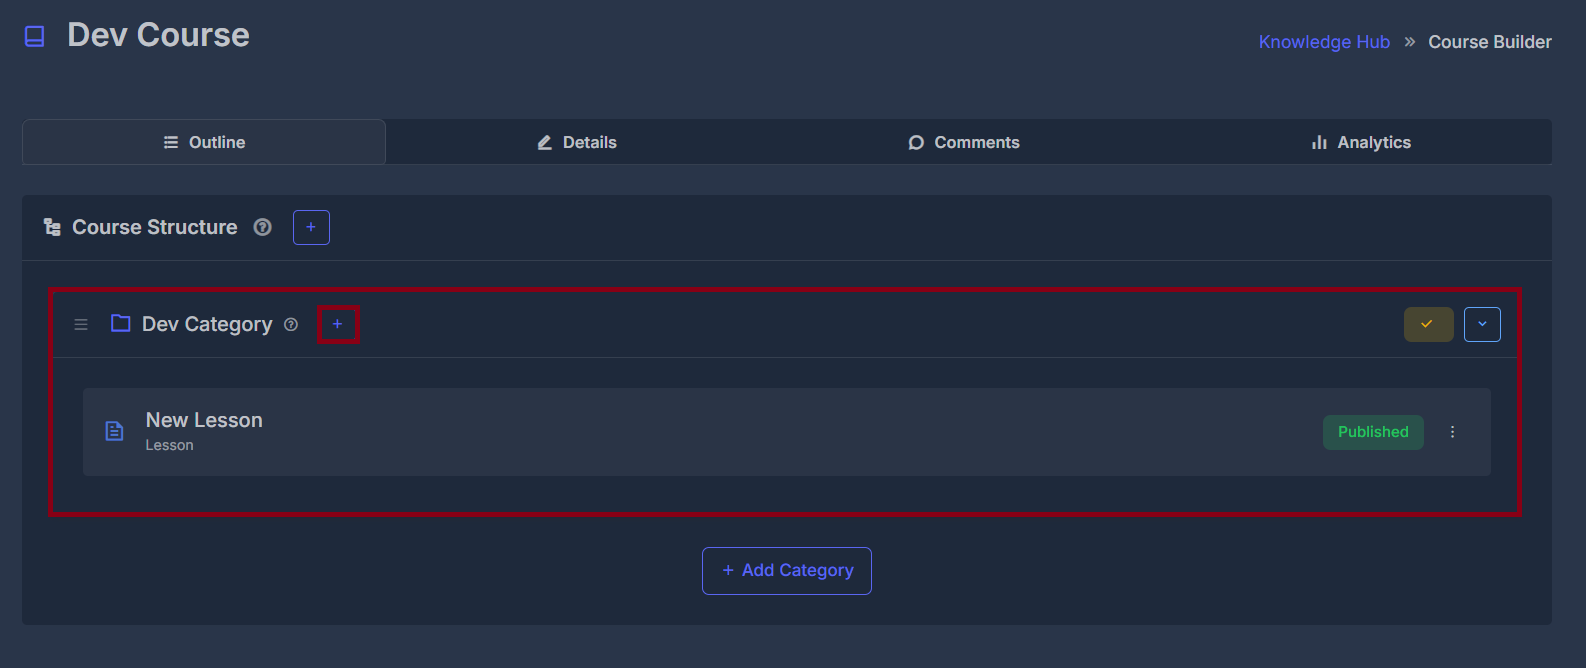 Dev Course
Knowledge Hub » Course Builder
Outline
Details
Comments
Analytics
Course Structure
Dev Category
New Lesson
Lesson
Published
+ Add Category